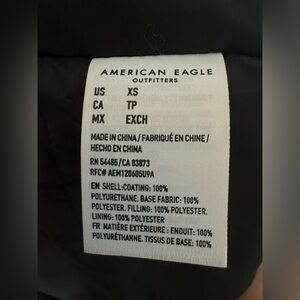 AMERICAN EAGLE
OUTFITTERS
US XS
CA TP
MX EXCH
MADE IN CHINA / FABRIQUÉ EN CHINE /
HECHO EN CHINA
RN 54485/CA 03873
RFC# AEM120605U9A
EN SHELL:COATING: 100%
POLYURETHANE. BASE FABRIC: 100%
POLYESTER. FILLING: 100% POLYESTER.
LINING: 100% POLYESTER
FR MATIÈRE EXTÉRIEURE : ENDUIT: 100%
POLYURÉTHANNE. TISSUS DE BASE: 100%